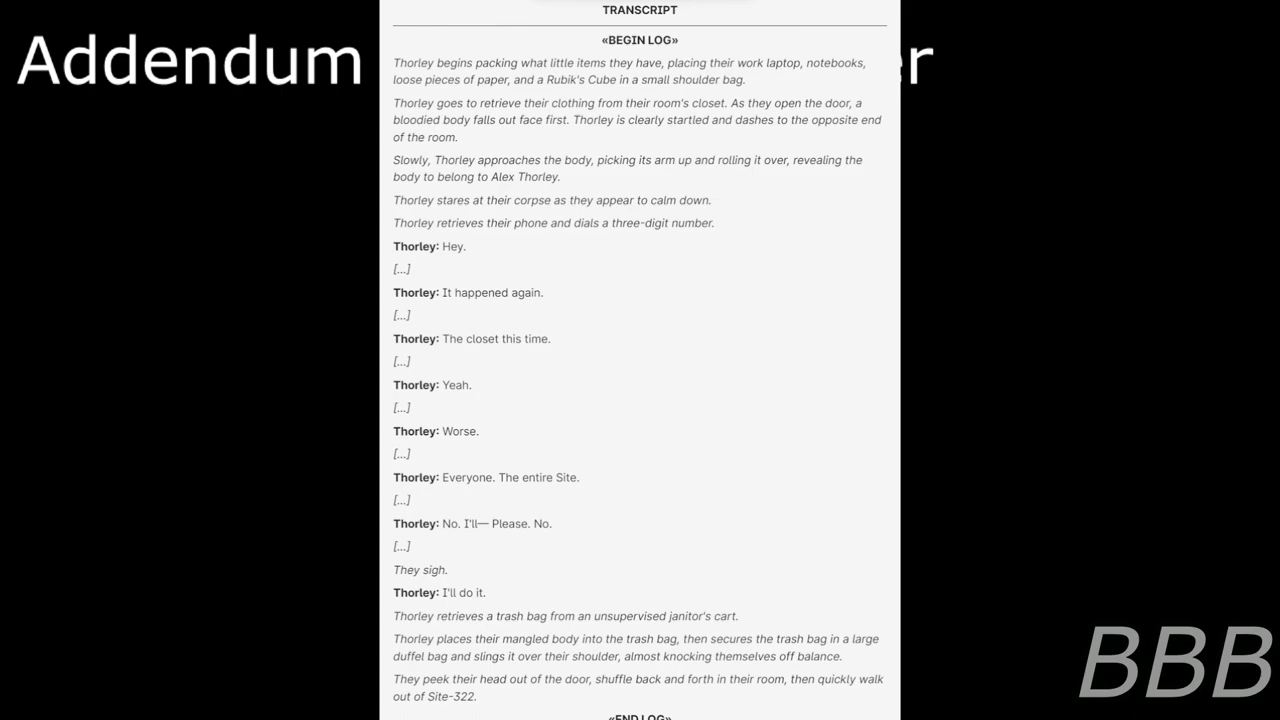 TRANSCRIPT
Addendum
er
«BEGIN LOG»
Thorley begins packing what little items they have, placing their work laptop, notebooks,
loose pieces of paper, and a Rubik's Cube in a small shoulder bag.
Thorley goes to retrieve their clothing from their room's closet. As they open the door, a
bloodied body falls out face first. Thorley is clearly startled and dashes to the opposite end
of the room.
Slowly, Thorley approaches the body, picking its arm up and rolling it over, revealing the
body to belong to Alex Thorley.
Thorley stares at their corpse as they appear to calm down.
Thorley retrieves their phone and dials a three-digit number.
Thorley: Hey.
[...]
Thorley: It happened again.
[...]
Thorley: The closet this time.
[...]
Thorley: Yeah.
[...]
Thorley: Worse.
[...]
Thorley: Everyone. The entire Site.
[...]
Thorley: No. I'll— Please. No.
[...]
They sigh.
Thorley: I'll do it.
Thorley retrieves a trash bag from an unsupervised janitor's cart.
Thorley places their mangled body into the trash bag, then secures the trash bag in a large
duffel bag and slings it over their shoulder, almost knocking themselves off balance.
They peek their head out of the door, shuffle back and forth in their room, then quickly walk
out of Site-322.
«END LOG»
BBB